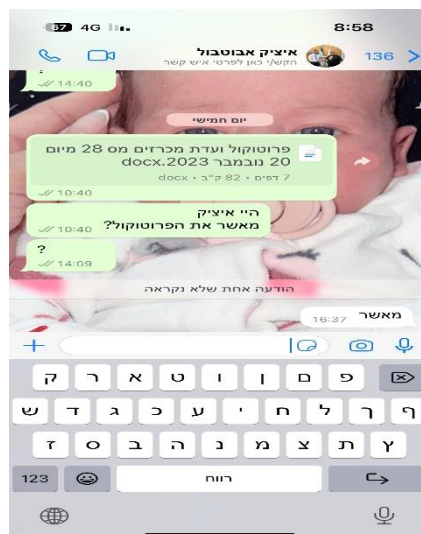 67 4G 8:58
איציק אבוטבול 136
הקש/י כאן לפרטי איש קשר
?
14:40
יום חמישי
פרוטוקול ועדת מכרזים מס 28 מיום
20 נובמבר 2023.docx
7 דפים • 82 ק"ב • docx
10:40
היי איציק
מאשר את הפרוטוקול? 10:40
?
14:09
הודעה אחת שלא נקראה
מאשר 16:37
פ ם ן ו ט א ר ק
ף ך ל ח י ע כ ג ד ש
ץ ת צ מ נ ה ב ס ז
123 רווח